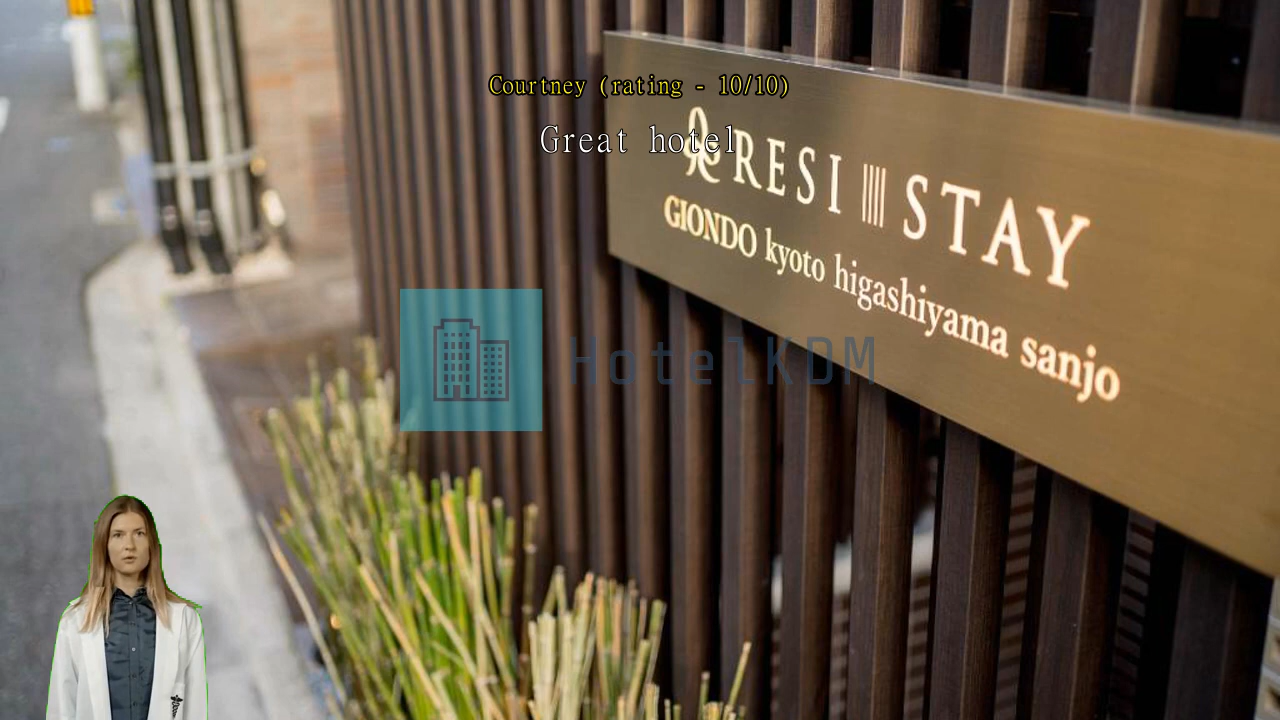 Courtney (rating - 10/10)
Great hotel
RESI STAY
GIONDO kyoto higashiyama sanjo
HotelKDM